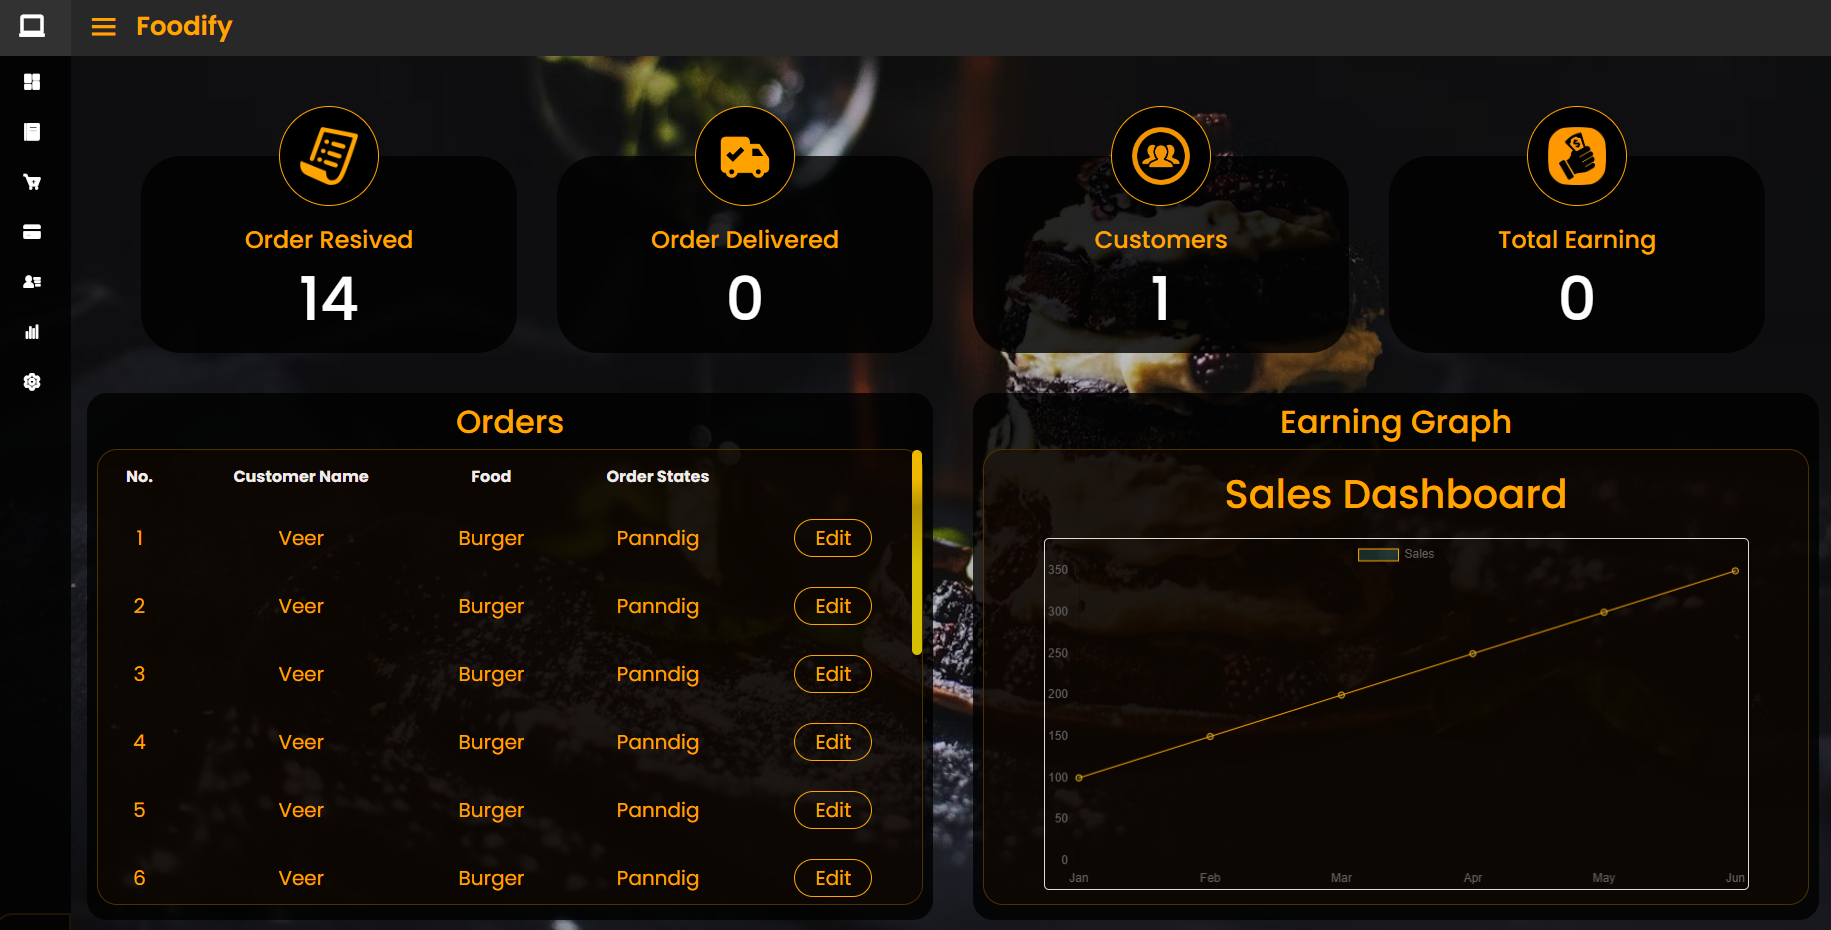 Foodify
Order Resived
14
Order Delivered
0
Customers
1
Total Earning
0
Orders
No. Customer Name Food Order States
1 Veer Burger Panndig Edit
2 Veer Burger Panndig Edit
3 Veer Burger Panndig Edit
4 Veer Burger Panndig Edit
5 Veer Burger Panndig Edit
6 Veer Burger Panndig Edit
Earning Graph
Sales Dashboard
Sales
350
300
250
200
150
100
50
0
Jan Feb Mar Apr May Jun